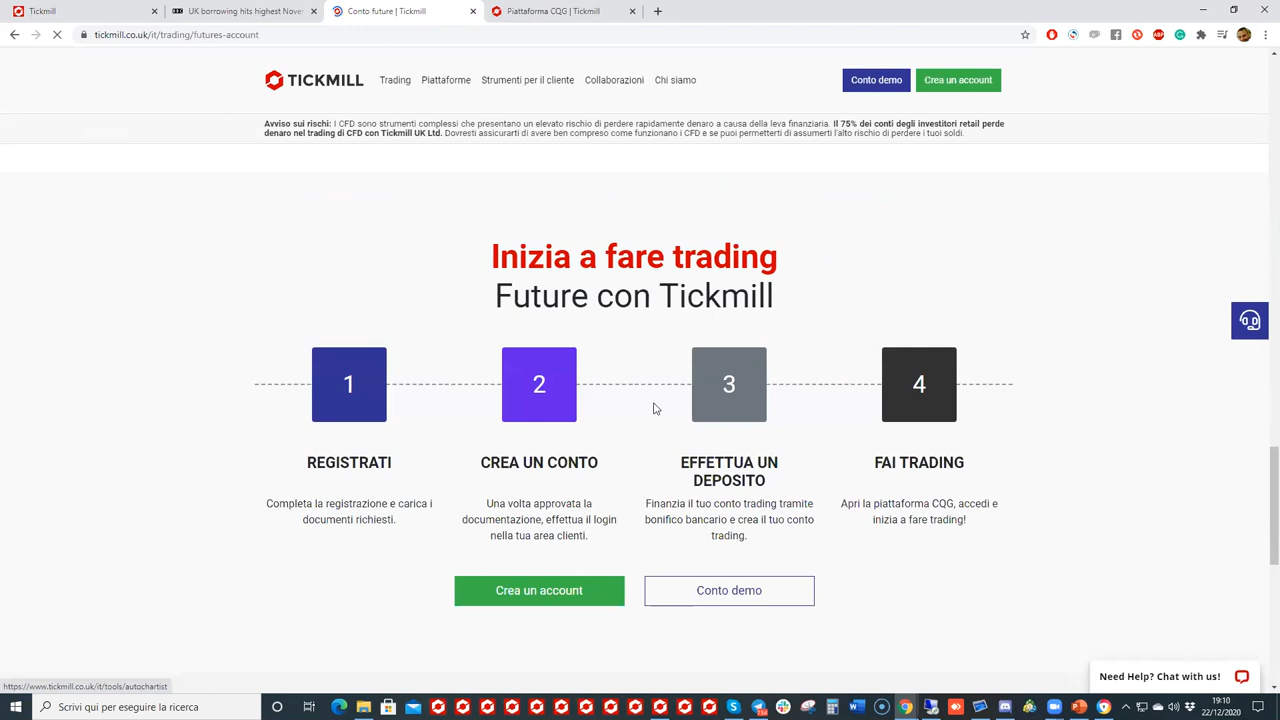 Tickmill
UK borrowing hits highest Nover
Conto future | Tickmill
Piattaforma CQG | Tickmill
tickmill.co.uk/it/trading/futures-account
TICKMILL
Trading
Piattaforme
Strumenti per il cliente
Collaborazioni
Chi siamo
Conto demo
Crea un account
Avviso sui rischi: I CFD sono strumenti complessi che presentano un elevato rischio di perdere rapidamente denaro a causa della leva finanziaria. Il 75% dei conti degli investitori retail perde
denaro nel trading di CFD con Tickmill UK Ltd. Dovresti assicurarti di avere ben compreso come funzionano i CFD e se puoi permetterti di assumerti l'alto rischio di perdere i tuoi soldi.
Inizia a fare trading
Future con Tickmill
1
2
3
4
REGISTRATI
CREA UN CONTO
EFFETTUA UN
DEPOSITO
FAI TRADING
Completa la registrazione e carica i
documenti richiesti.
Una volta approvata la
documentazione, effettua il login
nella tua area clienti.
Finanzia il tuo conto trading tramite
bonifico bancario e crea il tuo conto
trading.
Apri la piattaforma CQG, accedi e
inizia a fare trading!
Crea un account
Conto demo
Need Help? Chat with us!
https://www.tickmill.co.uk/it/tools/autochartist
Scrivi qui per eseguire la ricerca
19:10
22/12/2020